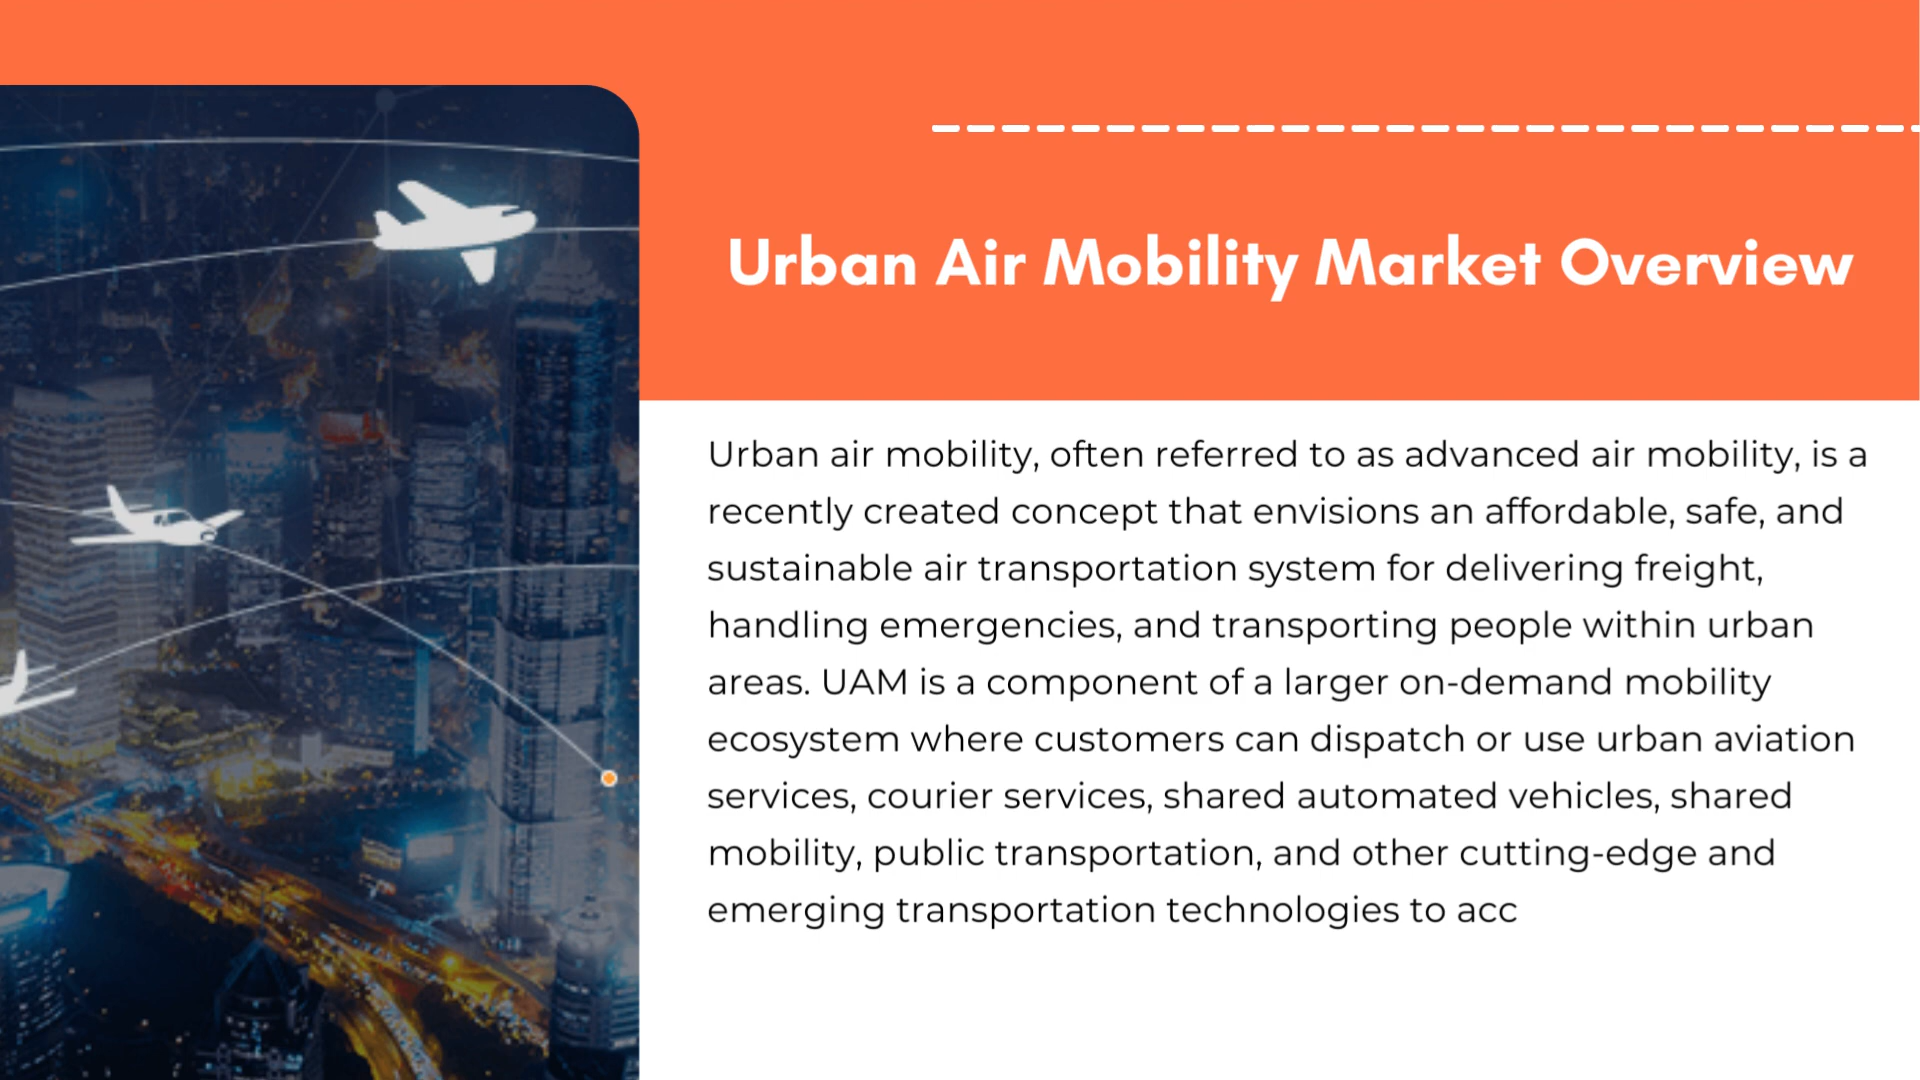 Urban Air Mobility Market Overview
Urban air mobility, often referred to as advanced air mobility, is a
recently created concept that envisions an affordable, safe, and
sustainable air transportation system for delivering freight,
handling emergencies, and transporting people within urban
areas. UAM is a component of a larger on-demand mobility
ecosystem where customers can dispatch or use urban aviation
services, courier services, shared automated vehicles, shared
mobility, public transportation, and other cutting-edge and
emerging transportation technologies to acc